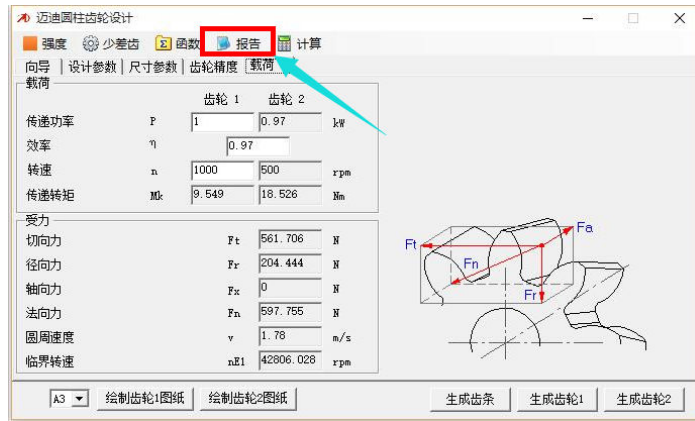 迈迪圆柱齿轮设计
强度 少差齿 函数 报告 计算
向导 设计参数 尺寸参数 齿轮精度 载荷
载荷
齿轮 1 齿轮 2
传递功率 P 1 0.97 kW
效率 η 0.97
转速 n 1000 500 rpm
传递转矩 Mk 9.549 18.526 Nm
受力
切向力 Ft 561.706 N
径向力 Fr 204.444 N
轴向力 Fx 0 N
法向力 Fn 597.755 N
圆周速度 v 1.78 m/s
临界转速 nE1 42806.028 rpm
Fa
Ft
Fn
Fr
A3 绘制齿轮1图纸 绘制齿轮2图纸 生成齿条 生成齿轮1 生成齿轮2